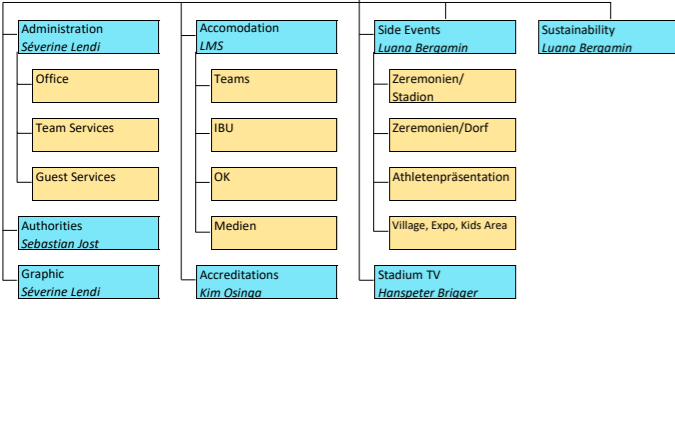 Administration
Séverine Lendi
Office
Team Services
Guest Services
Authorities
Sebastian Jost
Graphic
Séverine Lendi
Accomodation
LMS
Teams
IBU
OK
Medien
Accreditations
Kim Osinga
Side Events
Luana Bergamin
Zeremonien/
Stadion
Zeremonien/Dorf
Athletenpräsentation
Village, Expo, Kids Area
Stadium TV
Hanspeter Brigger
Sustainability
Luana Bergamin